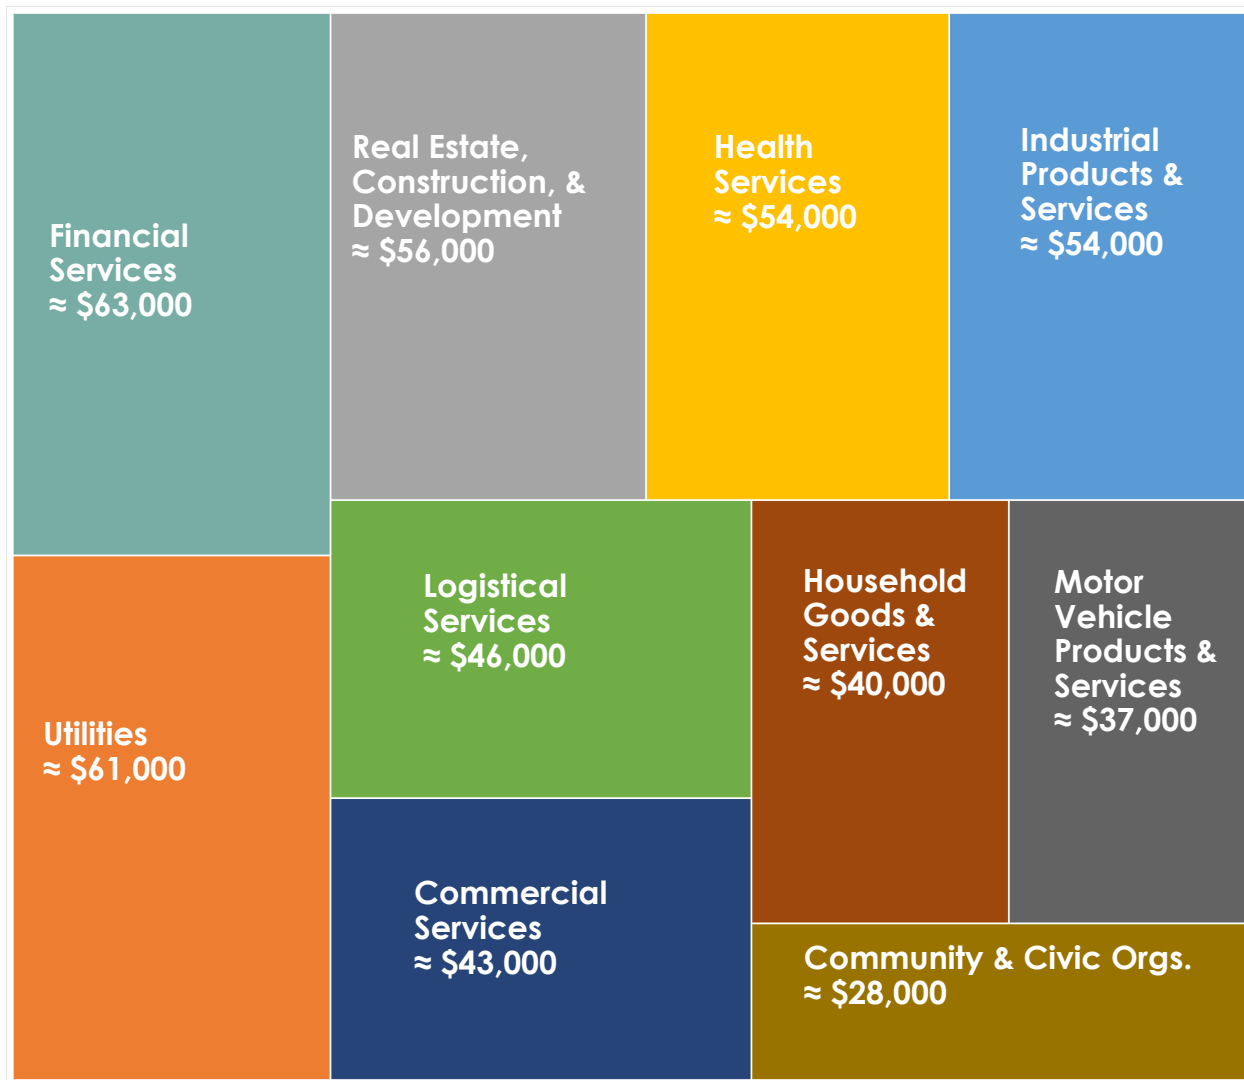 Financial
Services
≈ $63,000
Real Estate,
Construction, &
Development
≈ $56,000
Health
Services
≈ $54,000
Industrial
Products &
Services
≈ $54,000
Utilities
≈ $61,000
Logistical
Services
≈ $46,000
Household
Goods &
Services
≈ $40,000
Motor
Vehicle
Products &
Services
≈ $37,000
Commercial
Services
≈ $43,000
Community & Civic Orgs.
≈ $28,000